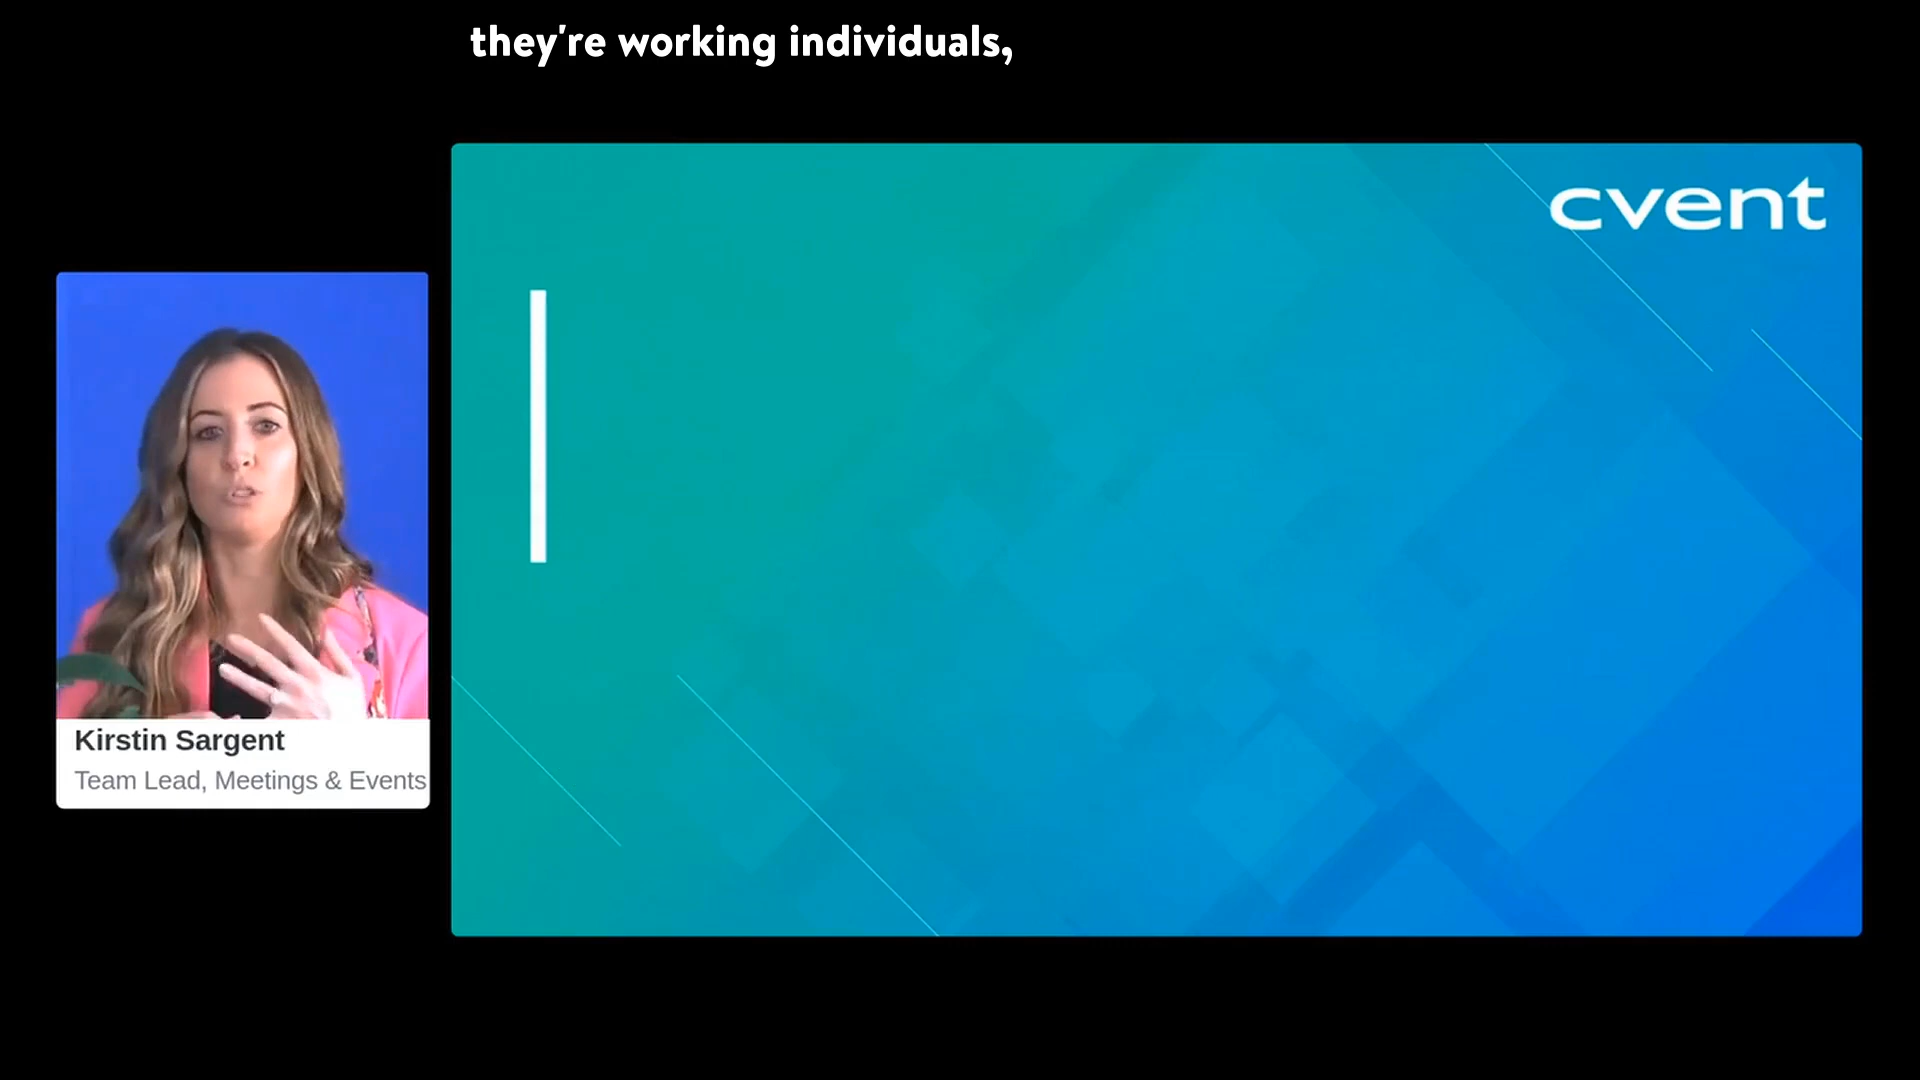 they're working individuals,
cvent
Kirstin Sargent
Team Lead, Meetings & Events